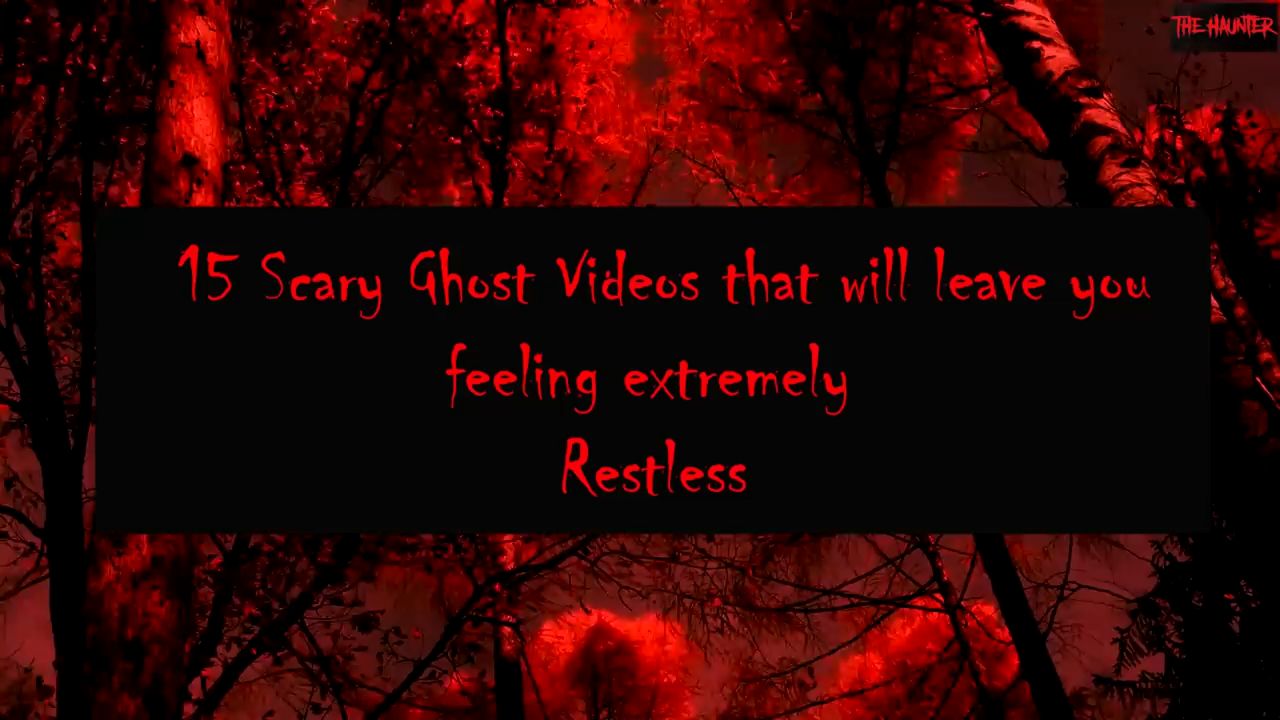 THE HAUNTER
15 Scary Ghost Videos that will leave you
feeling extremely
Restless